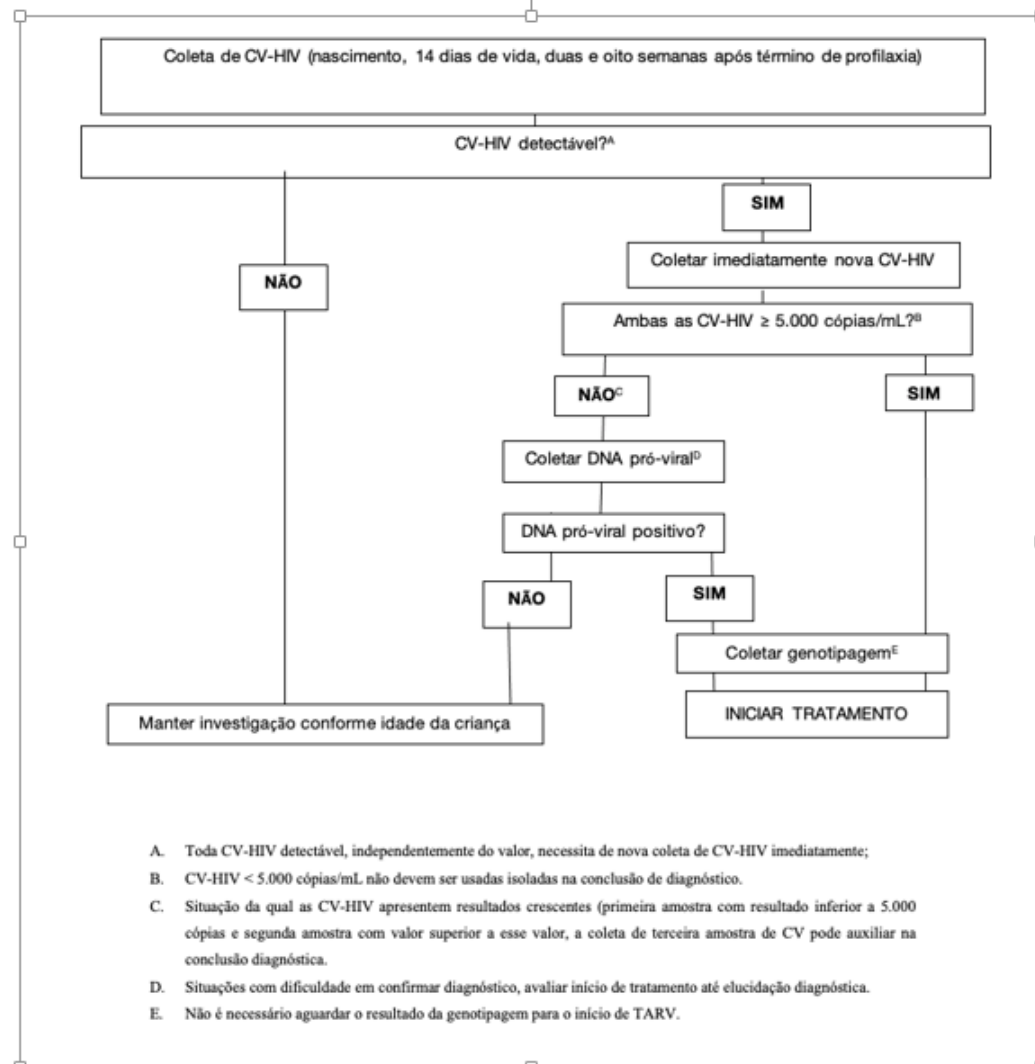 Coleta de CV-HIV (nascimento, 14 dias de vida, duas e oito semanas após término de profilaxia)
CV-HIV detectável?ᴬ
SIM
Coletar imediatamente nova CV-HIV
NÃO
Ambas as CV-HIV ≥ 5.000 cópias/mL?ᴮ
NÃOᶜ
SIM
Coletar DNA pró-viralᴰ
DNA pró-viral positivo?
NÃO
SIM
Coletar genotipagemᴱ
Manter investigação conforme idade da criança
INICIAR TRATAMENTO
A. Toda CV-HIV detectável, independentemente do valor, necessita de nova coleta de CV-HIV imediatamente;
B. CV-HIV < 5.000 cópias/mL não devem ser usadas isoladas na conclusão de diagnóstico.
C. Situação da qual as CV-HIV apresentem resultados crescentes (primeira amostra com resultado inferior a 5.000
cópias e segunda amostra com valor superior a esse valor, a coleta de terceira amostra de CV pode auxiliar na
conclusão diagnóstica.
D. Situações com dificuldade em confirmar diagnóstico, avaliar início de tratamento até elucidação diagnóstica.
E. Não é necessário aguardar o resultado da genotipagem para o início de TARV.